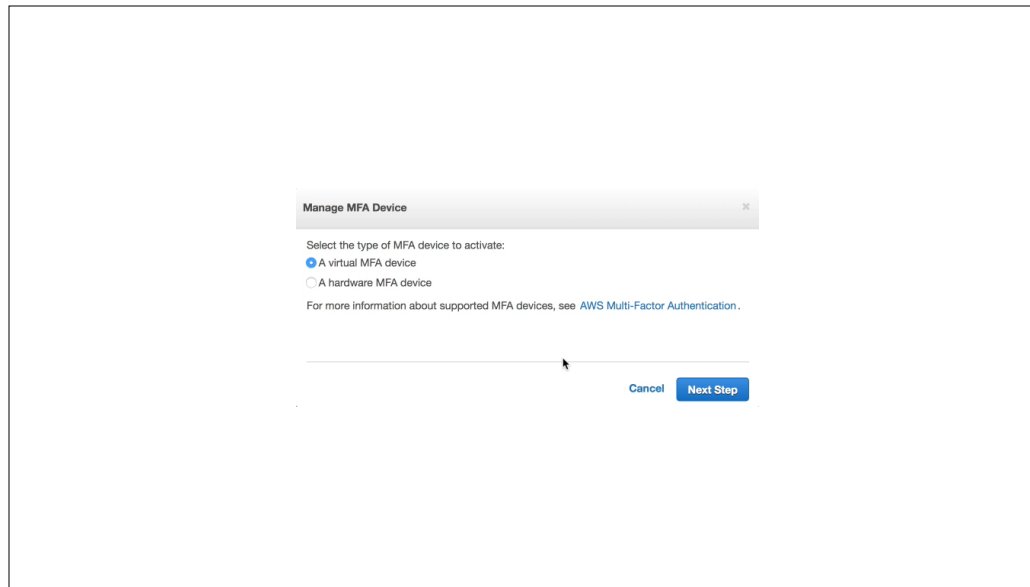 Manage MFA Device
Select the type of MFA device to activate:
A virtual MFA device
A hardware MFA device
For more information about supported MFA devices, see AWS Multi-Factor Authentication.
Cancel Next Step